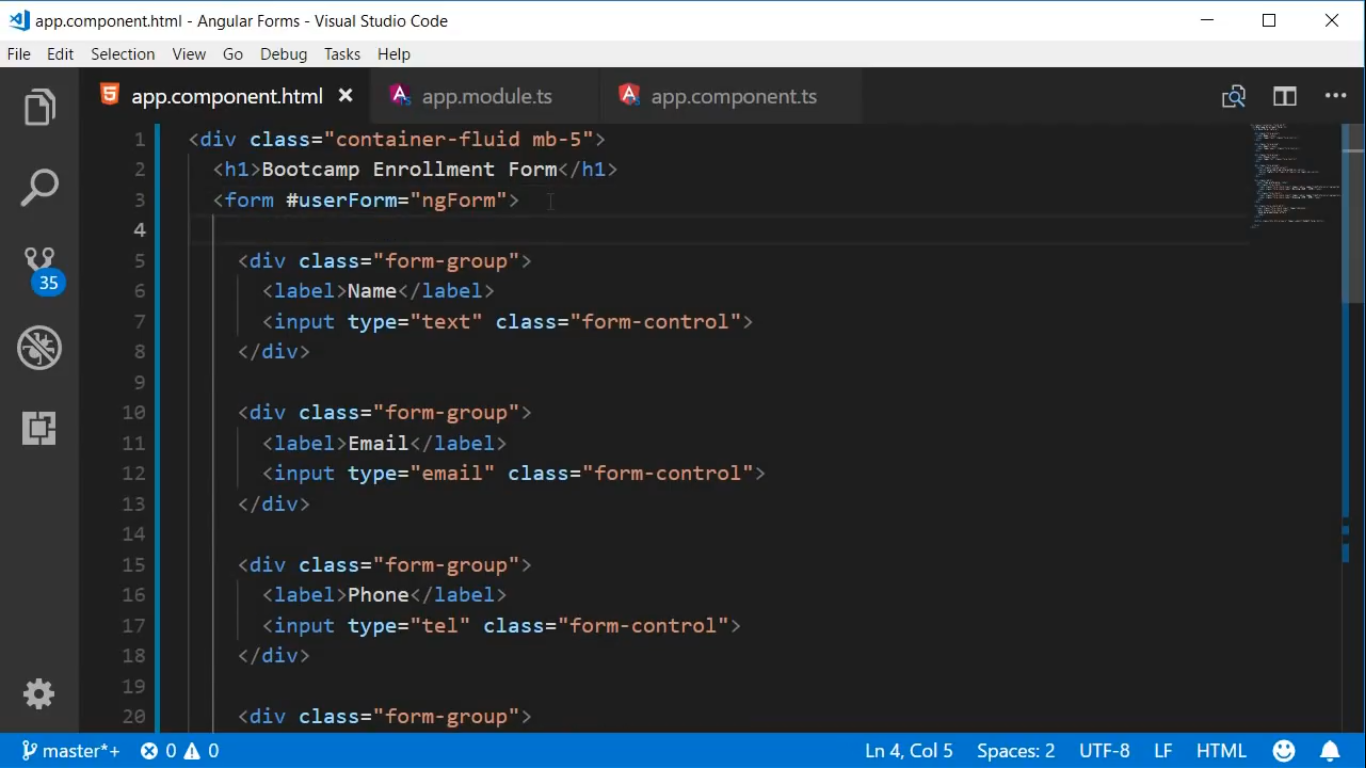 app.component.html - Angular Forms - Visual Studio Code
File Edit Selection View Go Debug Tasks Help
app.component.html app.module.ts app.component.ts
1 <div class="container-fluid mb-5">
2 <h1>Bootcamp Enrollment Form</h1>
3 <form #userForm="ngForm">
4
5 <div class="form-group">
6 <label>Name</label>
7 <input type="text" class="form-control">
8 </div>
9
10 <div class="form-group">
11 <label>Email</label>
12 <input type="email" class="form-control">
13 </div>
14
15 <div class="form-group">
16 <label>Phone</label>
17 <input type="tel" class="form-control">
18 </div>
19
20 <div class="form-group">
35
master*+ 0 0 Ln 4, Col 5 Spaces: 2 UTF-8 LF HTML